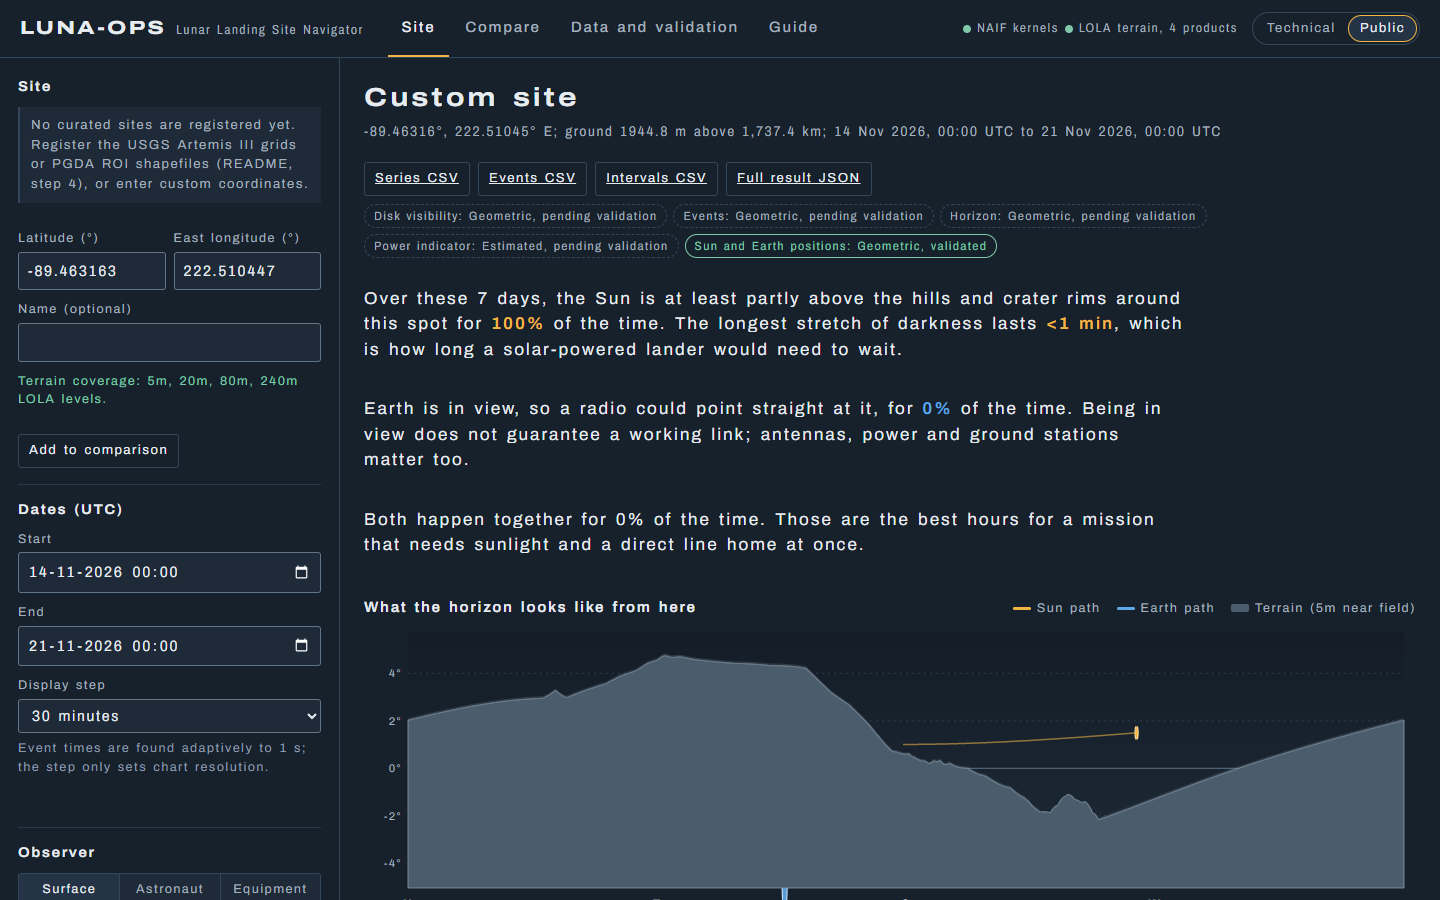 LUNA-OPS Lunar Landing Site Navigator Site Compare Data and validation Guide NAIF kernels LOLA terrain, 4 products Technical Public
Site
No curated sites are registered yet.
Register the USGS Artemis III grids
or PGDA ROI shapefiles (README,
step 4), or enter custom coordinates.
Latitude (°) East longitude (°)
-89.463163 222.510447
Name (optional)
Terrain coverage: 5m, 20m, 80m, 240m
LOLA levels.
Add to comparison
Dates (UTC)
Start
14-11-2026 00:00
End
21-11-2026 00:00
Display step
30 minutes
Event times are found adaptively to 1 s;
the step only sets chart resolution.
Observer
Surface Astronaut Equipment
Custom site
-89.46316°, 222.51045° E; ground 1944.8 m above 1,737.4 km; 14 Nov 2026, 00:00 UTC to 21 Nov 2026, 00:00 UTC
Series CSV Events CSV Intervals CSV Full result JSON
Disk visibility: Geometric, pending validation Events: Geometric, pending validation Horizon: Geometric, pending validation
Power indicator: Estimated, pending validation Sun and Earth positions: Geometric, validated
Over these 7 days, the Sun is at least partly above the hills and crater rims around
this spot for 100% of the time. The longest stretch of darkness lasts <1 min, which
is how long a solar-powered lander would need to wait.
Earth is in view, so a radio could point straight at it, for 0% of the time. Being in
view does not guarantee a working link; antennas, power and ground stations
matter too.
Both happen together for 0% of the time. Those are the best hours for a mission
that needs sunlight and a direct line home at once.
What the horizon looks like from here Sun path Earth path Terrain (5m near field)
4°
2°
0°
-2°
-4°